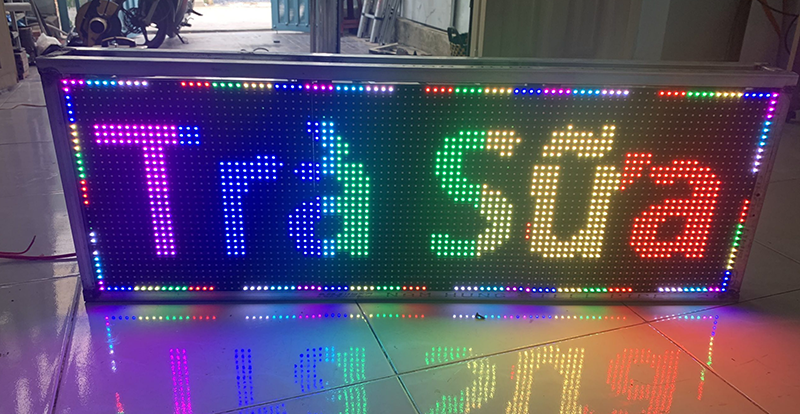 Trà Sữa